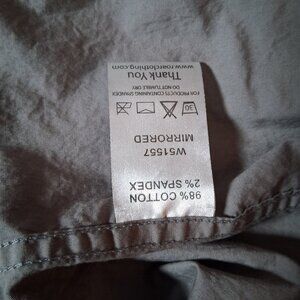 98% COTTON
2% SPANDEX
W51557
MIRRORED
30
FOR PRODUCTS CONTAINING SPANDEX
DO NOT TUMBLE DRY
Thank You
www.roarclothing.com